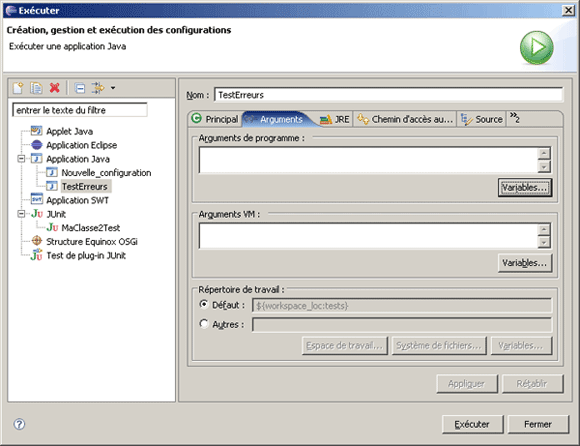 Exécuter
Création, gestion et exécution des configurations
Exécuter une application Java
entrer le texte du filtre
Applet Java
Application Eclipse
Application Java
Nouvelle_configuration
TestErreurs
Application SWT
JUnit
MaClasse2Test
Structure Equinox OSGi
Test de plug-in JUnit
Nom : TestErreurs
Principal Arguments JRE Chemin d'accès au... Source »2
Arguments de programme :
Variables...
Arguments VM :
Variables...
Répertoire de travail :
Défaut : ${workspace_loc:tests}
Autres :
Espace de travail... Système de fichiers... Variables...
Appliquer Rétablir
Exécuter Fermer